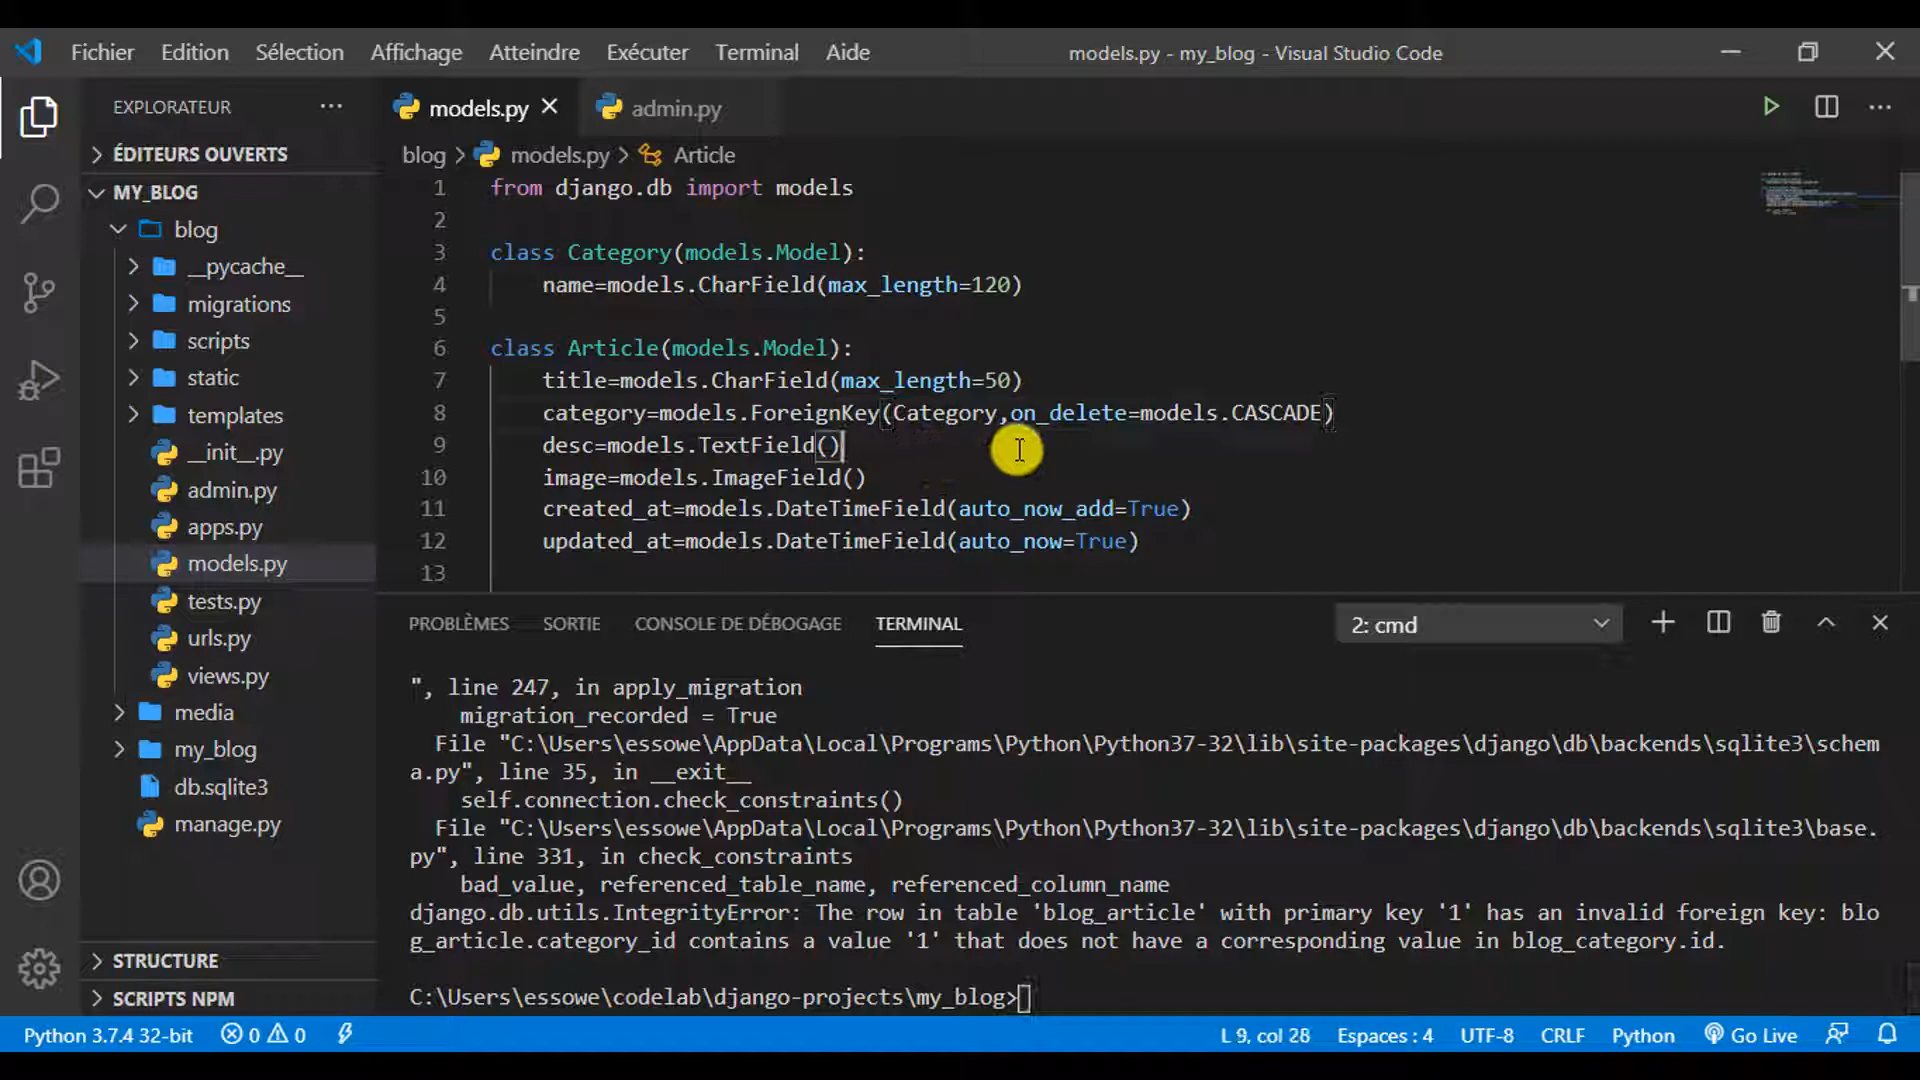 Fichier Edition Sélection Affichage Atteindre Exécuter Terminal Aide models.py - my_blog - Visual Studio Code
EXPLORATEUR
ÉDITEURS OUVERTS
MY_BLOG
blog
__pycache__
migrations
scripts
static
templates
__init__.py
admin.py
apps.py
models.py
tests.py
urls.py
views.py
media
my_blog
db.sqlite3
manage.py
STRUCTURE
SCRIPTS NPM
models.py admin.py
blog > models.py > Article
1 from django.db import models
2
3 class Category(models.Model):
4 name=models.CharField(max_length=120)
5
6 class Article(models.Model):
7 title=models.CharField(max_length=50)
8 category=models.ForeignKey(Category,on_delete=models.CASCADE)
9 desc=models.TextField()
10 image=models.ImageField()
11 created_at=models.DateTimeField(auto_now_add=True)
12 updated_at=models.DateTimeField(auto_now=True)
13
PROBLÈMES SORTIE CONSOLE DE DÉBOGAGE TERMINAL 2: cmd
", line 247, in apply_migration
migration_recorded = True
File "C:\Users\essowe\AppData\Local\Programs\Python\Python37-32\lib\site-packages\django\db\backends\sqlite3\schem
a.py", line 35, in __exit__
self.connection.check_constraints()
File "C:\Users\essowe\AppData\Local\Programs\Python\Python37-32\lib\site-packages\django\db\backends\sqlite3\base.
py", line 331, in check_constraints
bad_value, referenced_table_name, referenced_column_name
django.db.utils.IntegrityError: The row in table 'blog_article' with primary key '1' has an invalid foreign key: blo
g_article.category_id contains a value '1' that does not have a corresponding value in blog_category.id.
C:\Users\essowe\codelab\django-projects\my_blog>
Python 3.7.4 32-bit 0 0 L 9, col 28 Espaces : 4 UTF-8 CRLF Python Go Live